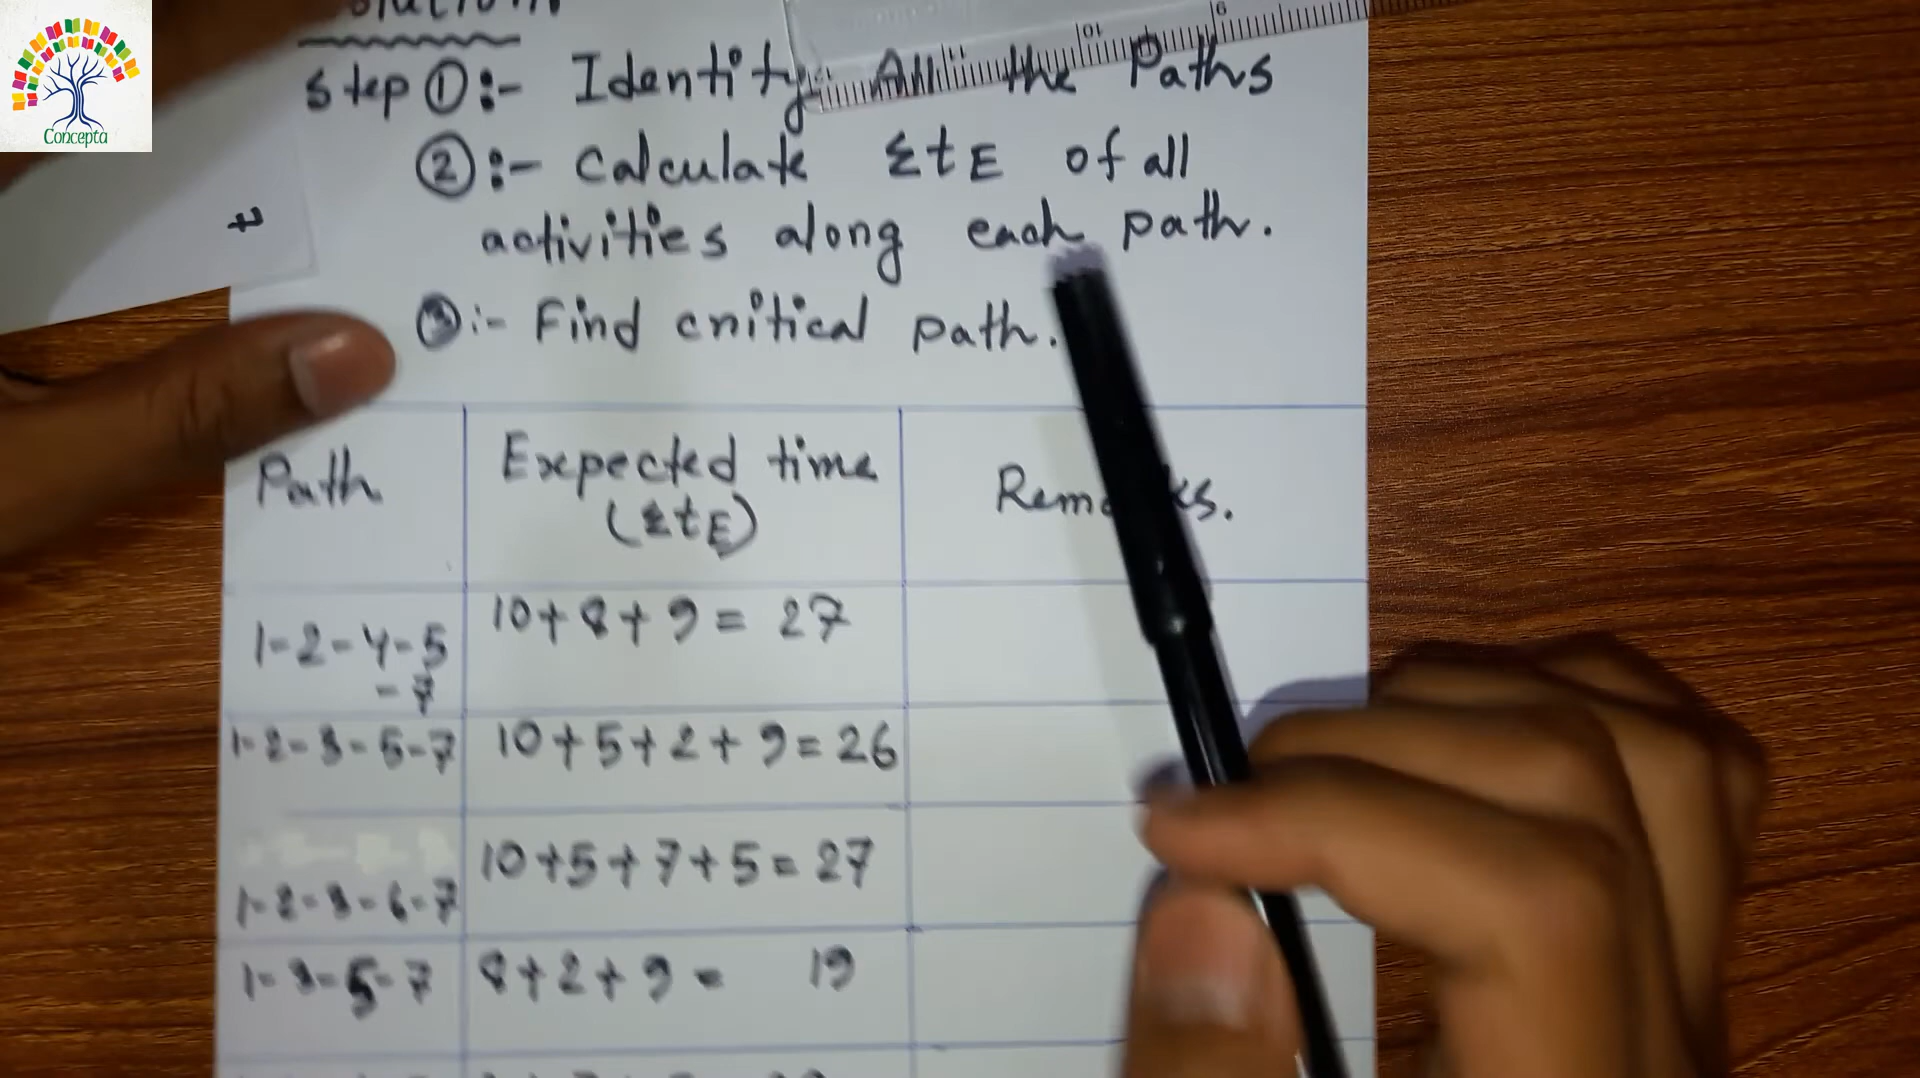 Concepta
Step ①:- Identify All the Paths
②:- Calculate ΣtE of all
activities along each path.
③:- Find critical path.
Path Expected time Remarks.
(ΣtE)
1-2-4-5 10+8+9= 27
-7
1-2-3-5-7 10+5+2+9=26
10+5+7+5=27
1-2-3-6-7
1-3-5-7 8+2+9= 19